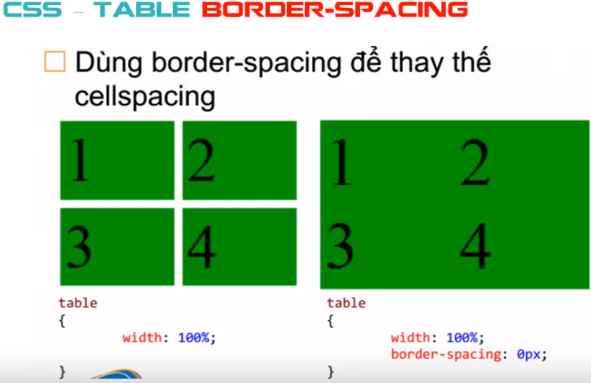 CSS - TABLE BORDER-SPACING
Dùng border-spacing để thay thế
cellspacing
1 2
3 4
1 2
3 4
table
{
width: 100%;
}
table
{
width: 100%;
border-spacing: 0px;
}